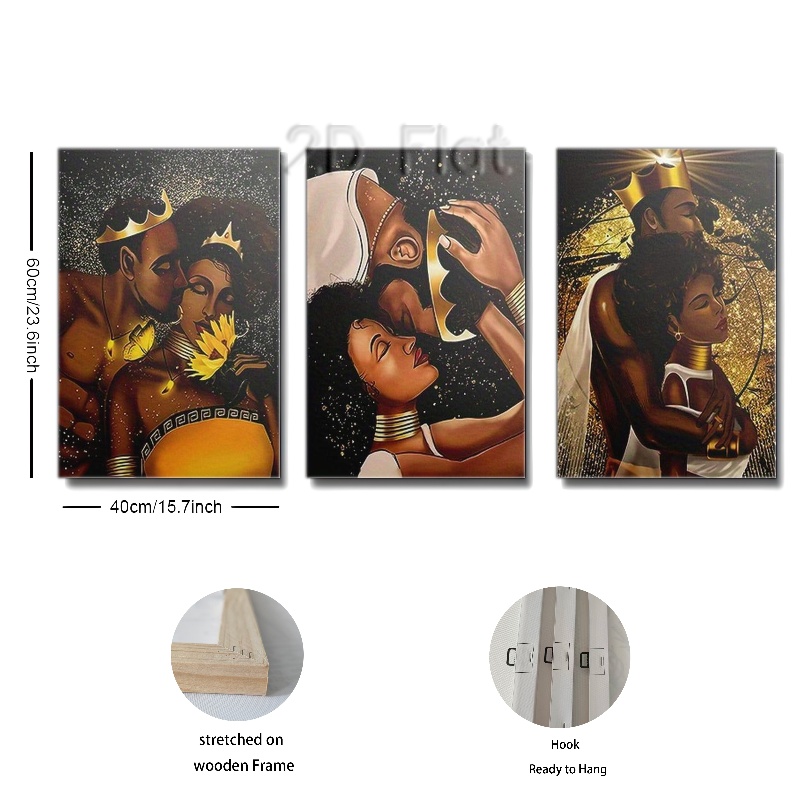 2D Flat
60cm/23.6inch
40cm/15.7inch
stretched on
wooden Frame
Hook
Ready to Hang